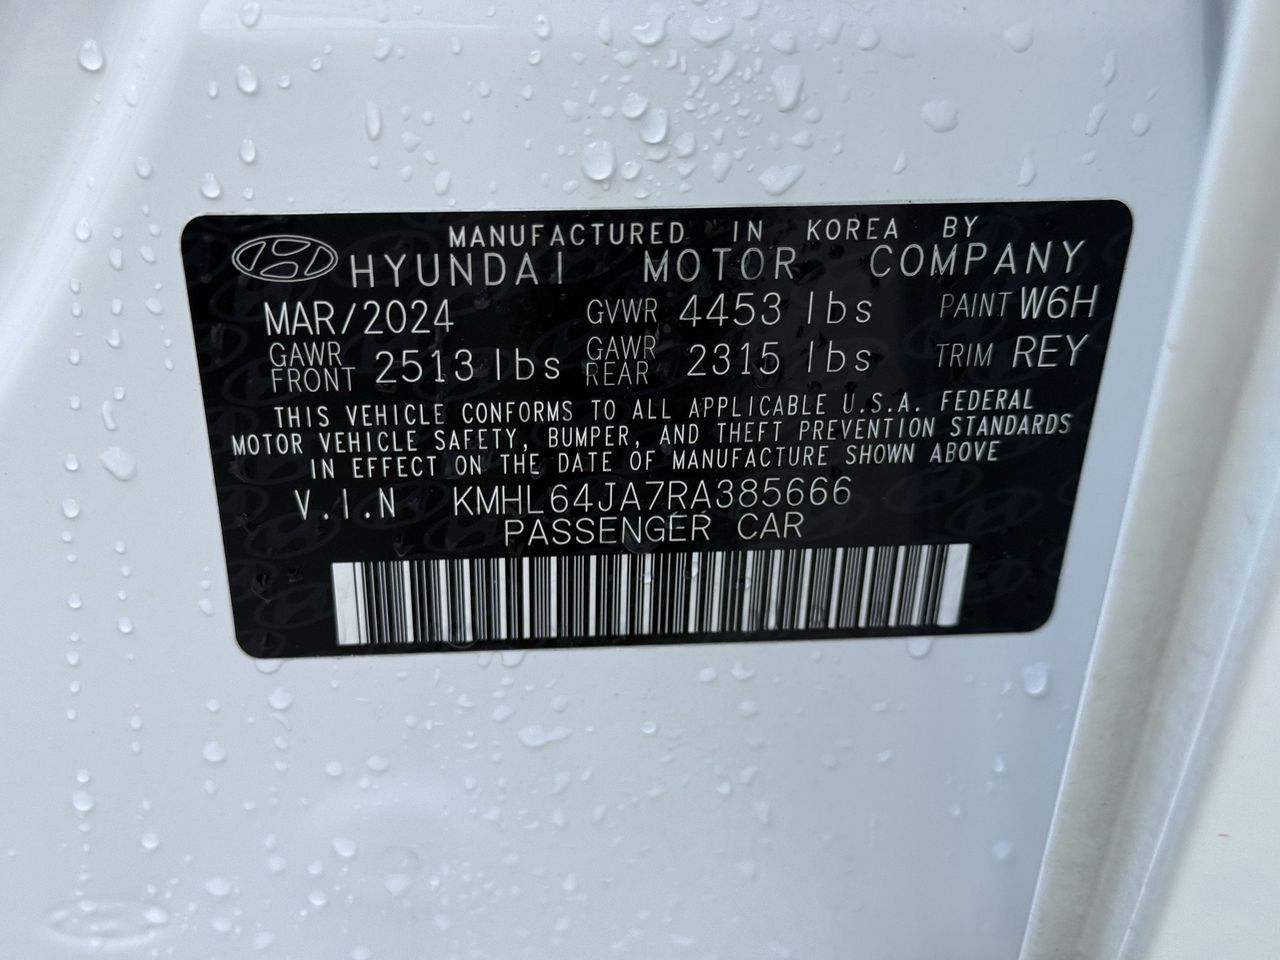 MANUFACTURED IN KOREA BY
HYUNDAI MOTOR COMPANY
MAR/2024 GVWR 4453 lbs PAINT W6H
GAWR FRONT 2513 lbs GAWR REAR 2315 lbs TRIM REY
THIS VEHICLE CONFORMS TO ALL APPLICABLE U.S.A. FEDERAL
MOTOR VEHICLE SAFETY, BUMPER, AND THEFT PREVENTION STANDARDS
IN EFFECT ON THE DATE OF MANUFACTURE SHOWN ABOVE
V.I.N KMHL64JA7RA385666
PASSENGER CAR